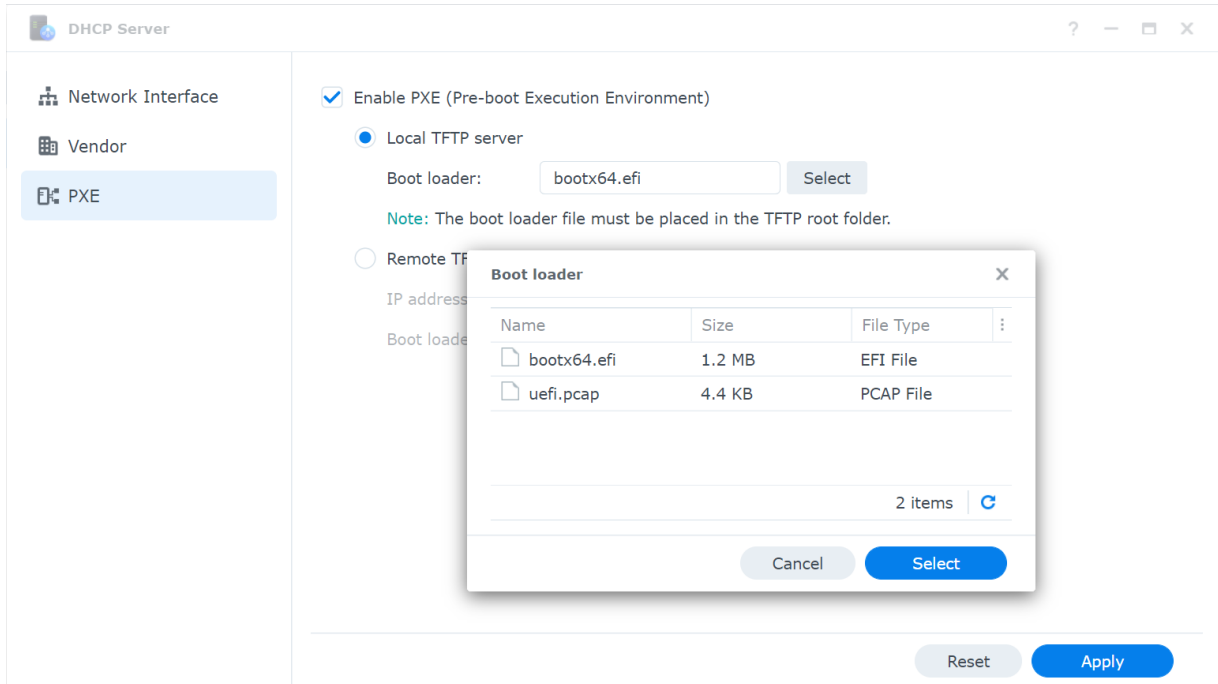 DHCP Server
?
Network Interface
Vendor
PXE
Enable PXE (Pre-boot Execution Environment)
Local TFTP server
Boot loader: bootx64.efi Select
Note: The boot loader file must be placed in the TFTP root folder.
Remote TF
IP address
Boot loade
Boot loader
Name Size File Type
bootx64.efi 1.2 MB EFI File
uefi.pcap 4.4 KB PCAP File
2 items
Cancel Select
Reset Apply